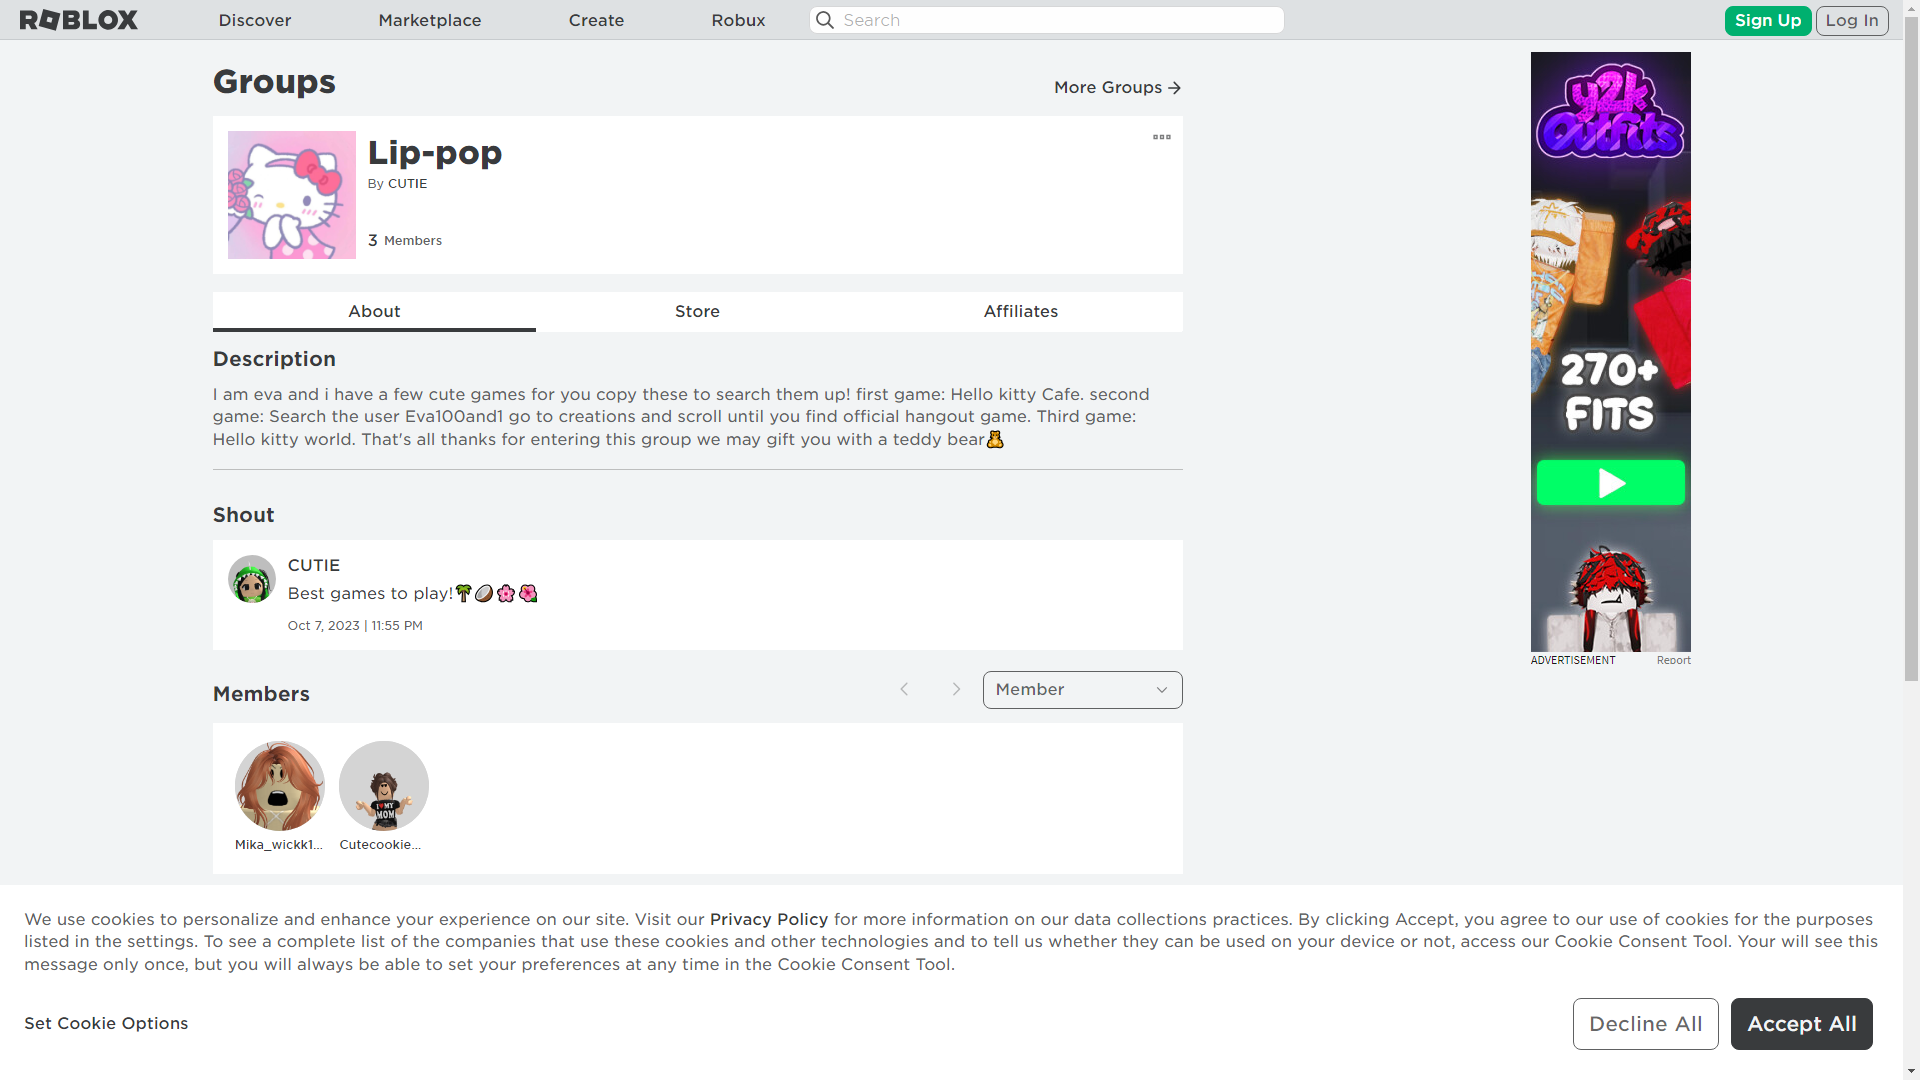 ROBLOX
Discover
Marketplace
Create
Robux
Search
Sign Up
Log In
Groups
More Groups
Lip-pop
By CUTIE
3 Members
About
Store
Affiliates
Description
I am eva and i have a few cute games for you copy these to search them up! first game: Hello kitty Cafe. second
game: Search the user Eva100and1 go to creations and scroll until you find official hangout game. Third game:
Hello kitty world. That's all thanks for entering this group we may gift you with a teddy bear🧸
Shout
CUTIE
Best games to play!🌴🥥🌸🌺
Oct 7, 2023 | 11:55 PM
Members
Member
I ♥ MY
MOM
Mika_wickk1...
Cutecookie...
y2k
Outfits
270+
FITS
ADVERTISEMENT
Report
We use cookies to personalize and enhance your experience on our site. Visit our Privacy Policy for more information on our data collections practices. By clicking Accept, you agree to our use of cookies for the purposes
listed in the settings. To see a complete list of the companies that use these cookies and other technologies and to tell us whether they can be used on your device or not, access our Cookie Consent Tool. Your will see this
message only once, but you will always be able to set your preferences at any time in the Cookie Consent Tool.
Set Cookie Options
Decline All
Accept All